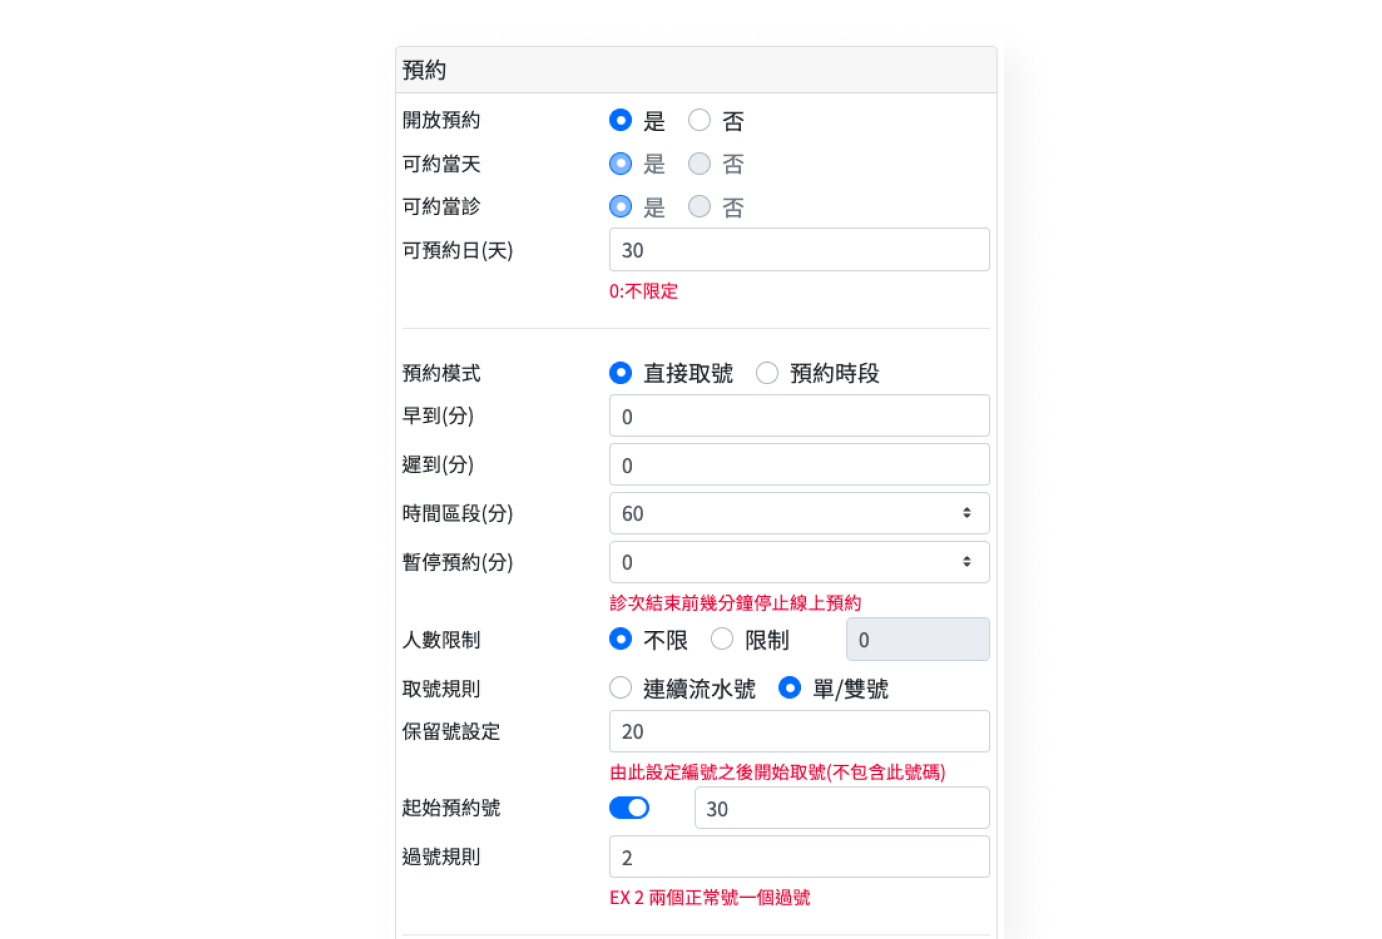 預約
開放預約 是 否
可約當天 是 否
可約當診 是 否
可預約日(天) 30
0:不限定
預約模式 直接取號 預約時段
早到(分) 0
遲到(分) 0
時間區段(分) 60
暫停預約(分) 0
診次結束前幾分鐘停止線上預約
人數限制 不限 限制 0
取號規則 連續流水號 單/雙號
保留號設定 20
由此設定編號之後開始取號(不包含此號碼)
起始預約號 30
過號規則 2
EX 2 兩個正常號一個過號